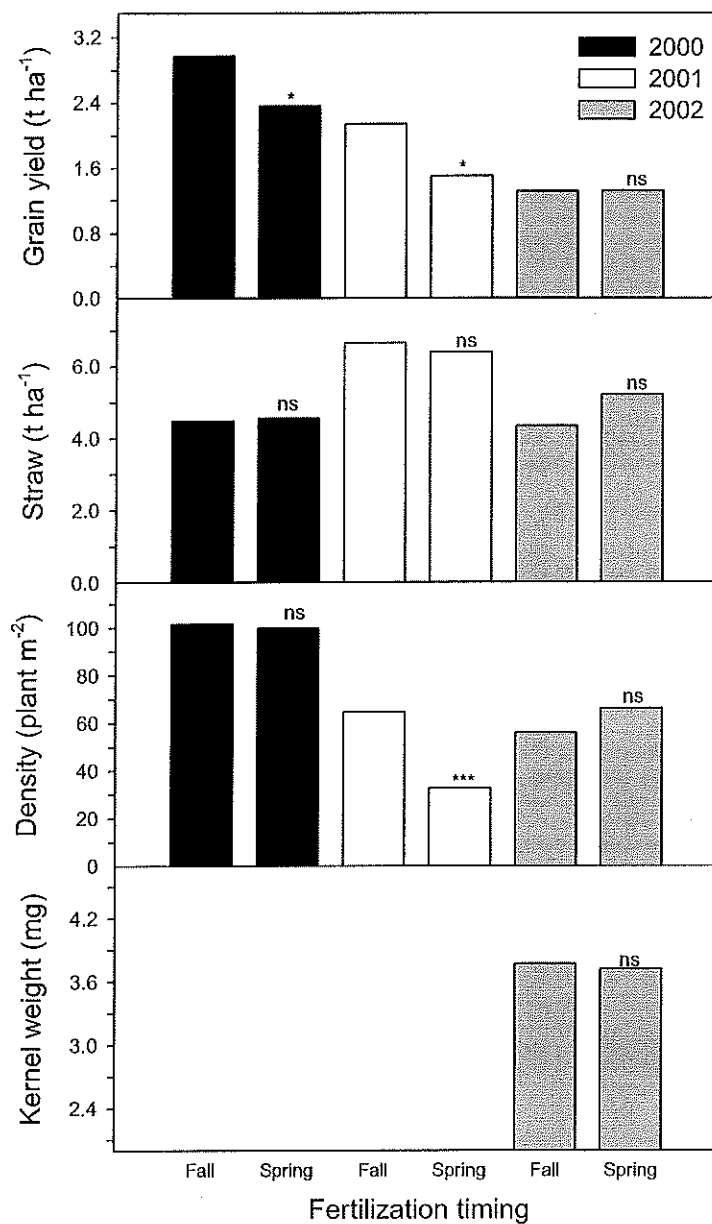 Grain yield (t ha⁻¹)
3.2
2.4
1.6
0.8
0.0
*
*
ns
2000
2001
2002
Straw (t ha⁻¹)
6.0
4.0
2.0
0.0
ns
ns
ns
Density (plant m⁻²)
100
80
60
40
20
0
ns
***
ns
Kernel weight (mg)
4.2
3.6
3.0
2.4
ns
Fall Spring Fall Spring Fall Spring
Fertilization timing